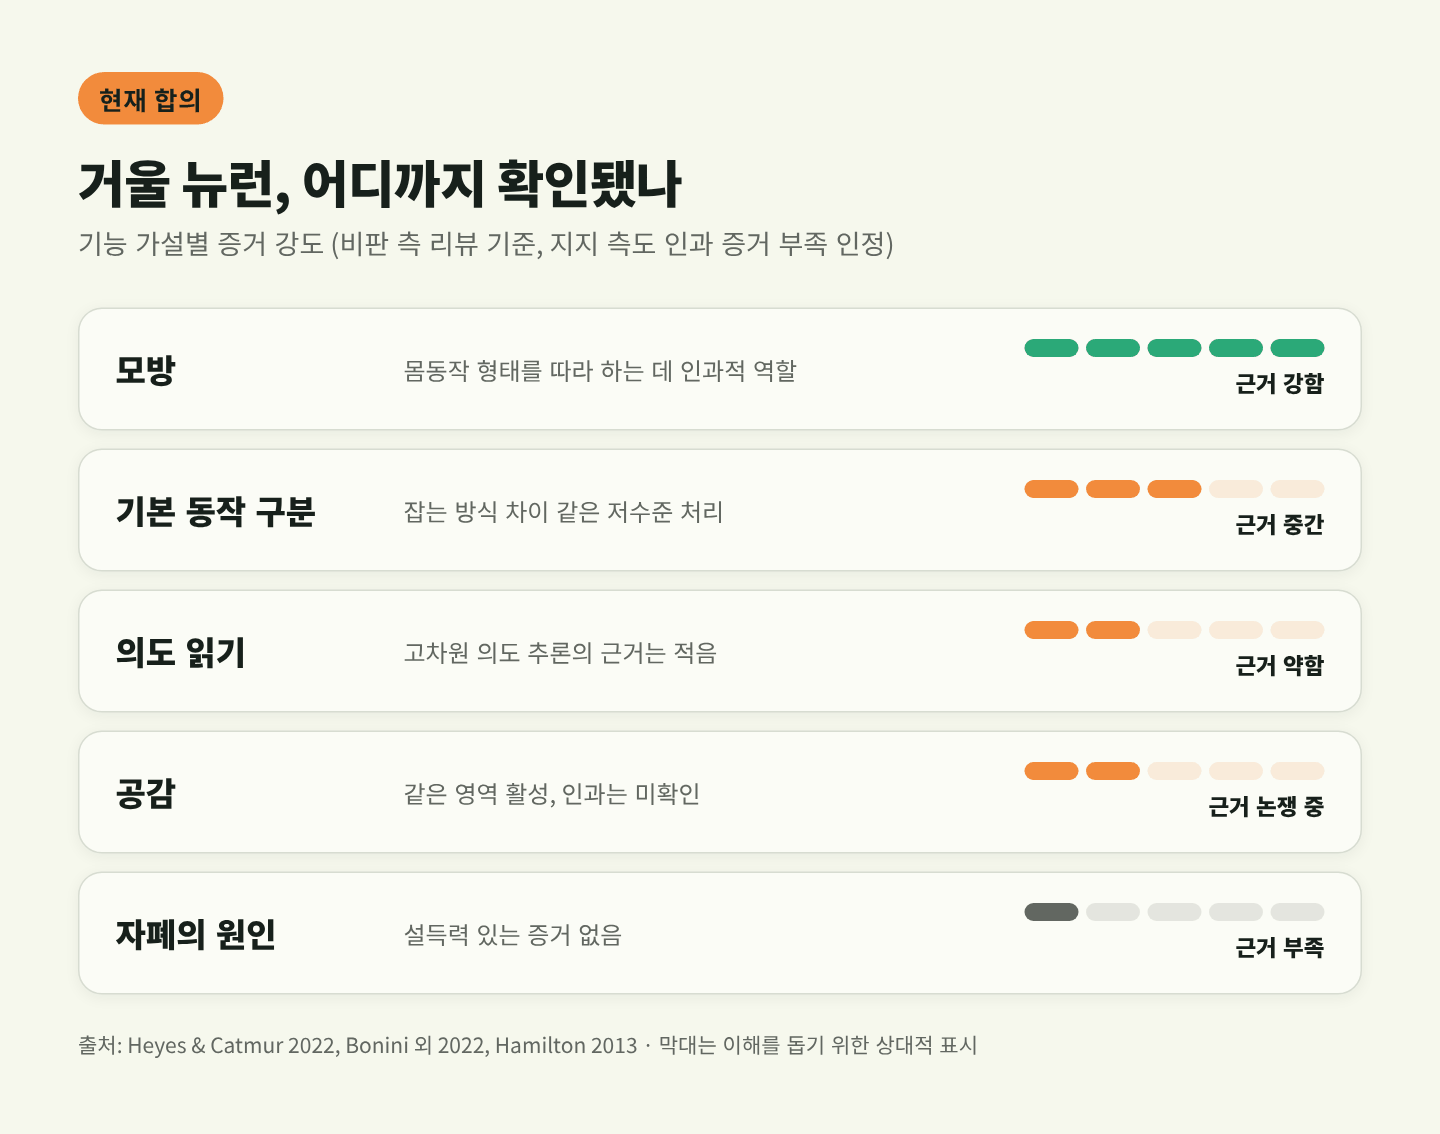 현재 합의
거울 뉴런, 어디까지 확인됐나
기능 가설별 증거 강도 (비판 측 리뷰 기준, 지지 측도 인과 증거 부족 인정)
모방
몸동작 형태를 따라 하는 데 인과적 역할
근거 강함
기본 동작 구분
잡는 방식 차이 같은 저수준 처리
근거 중간
의도 읽기
고차원 의도 추론의 근거는 적음
근거 약함
공감
같은 영역 활성, 인과는 미확인
근거 논쟁 중
자폐의 원인
설득력 있는 증거 없음
근거 부족
출처: Heyes & Catmur 2022, Bonini 외 2022, Hamilton 2013 · 막대는 이해를 돕기 위한 상대적 표시